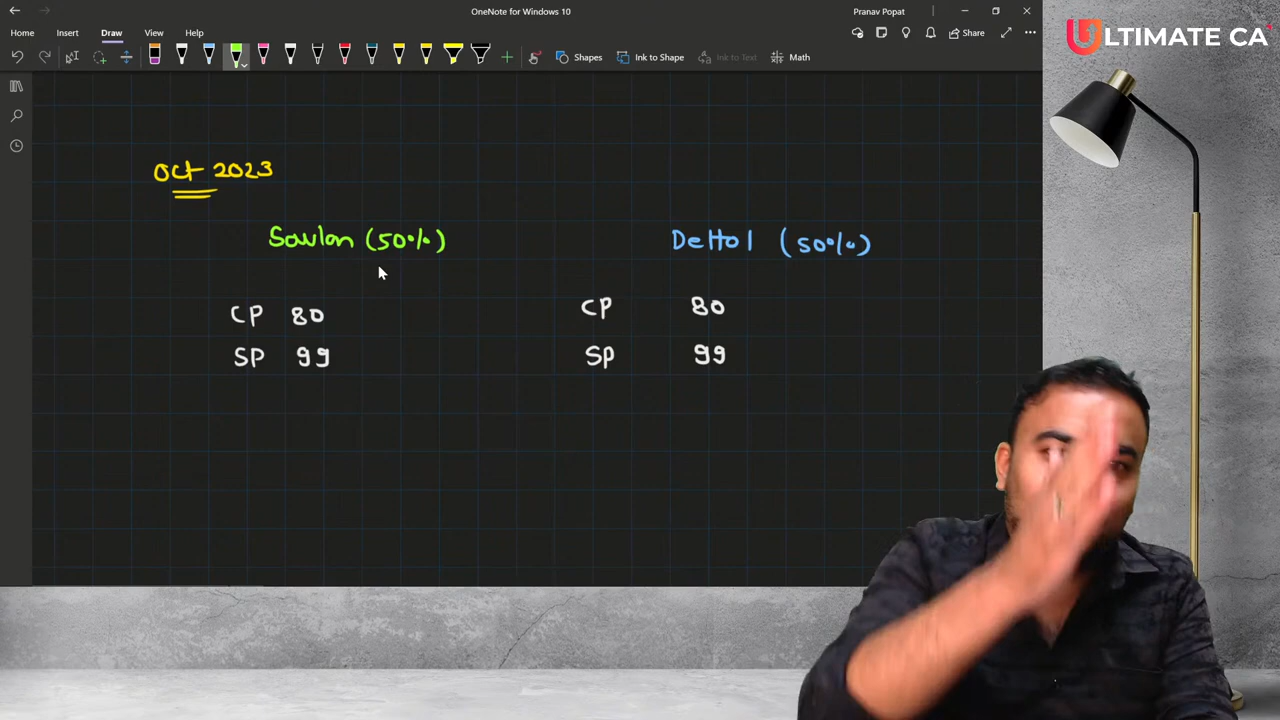 OneNote for Windows 10
Pranav Popat
Home Insert Draw View Help
Share
Shapes Ink to Shape Ink to Text Math
ULTIMATE CA
Oct 2023
Savlon (50%)
Dettol (50%)
CP 80
SP 99
CP 80
SP 99